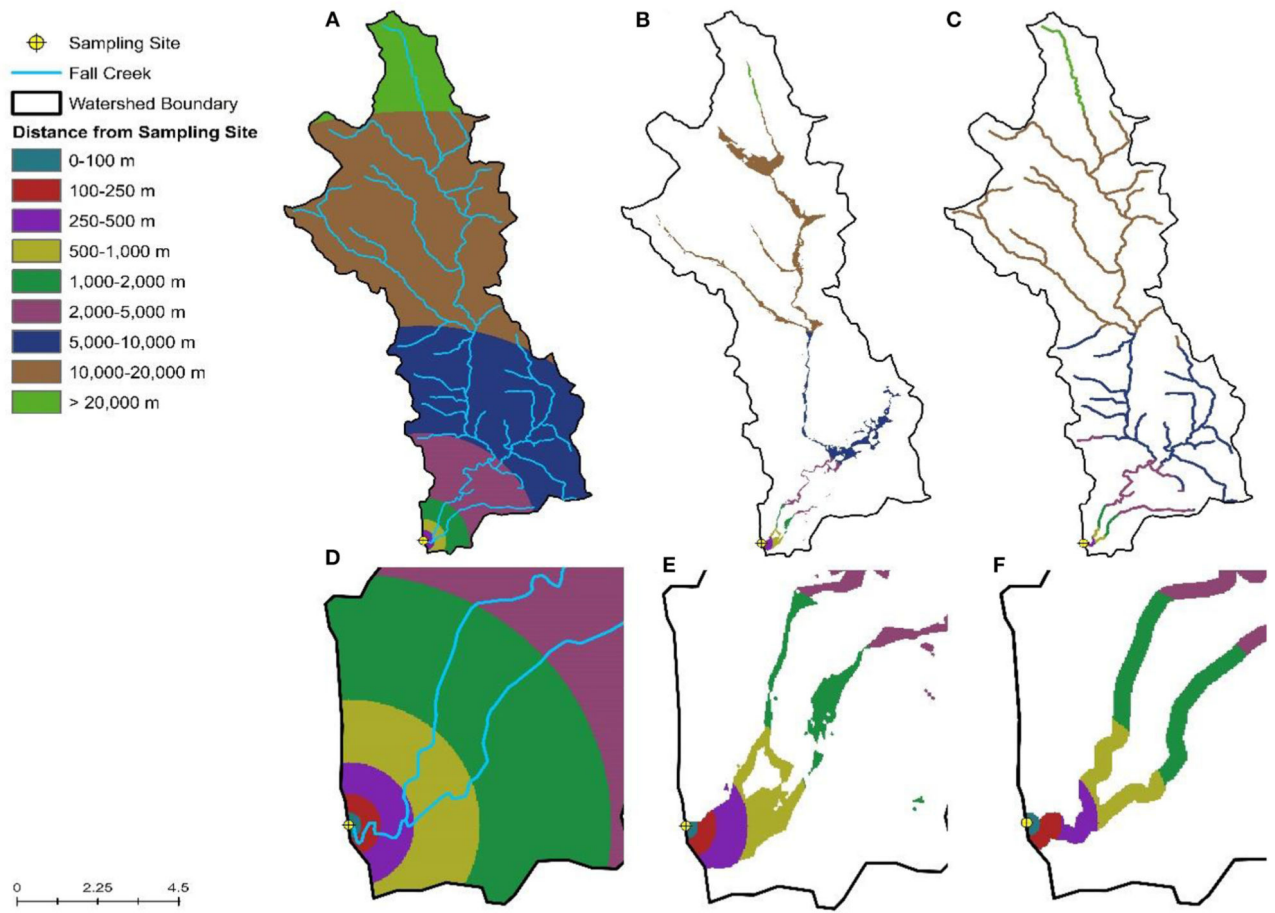 A
B
C
Sampling Site
Fall Creek
Watershed Boundary
Distance from Sampling Site
0-100 m
100-250 m
250-500 m
500-1,000 m
1,000-2,000 m
2,000-5,000 m
5,000-10,000 m
10,000-20,000 m
> 20,000 m
D
E
F
0 2.25 4.5